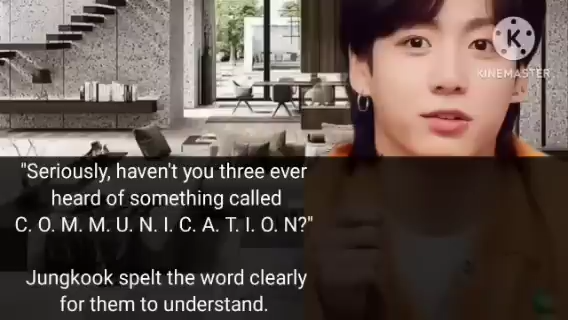 KINEMASTER
"Seriously, haven't you three ever
heard of something called
C. O. M. M. U. N. I. C. A. T. I. O. N?"
Jungkook spelt the word clearly
for them to understand.